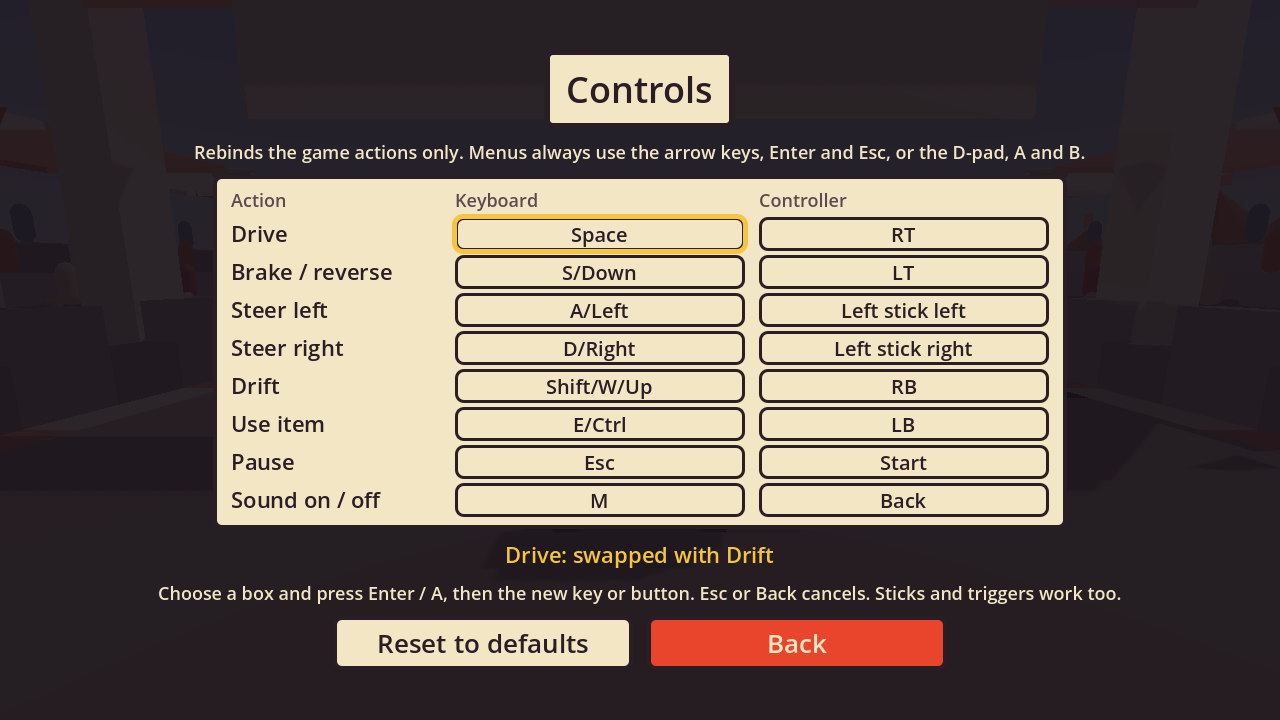 Controls
Rebinds the game actions only. Menus always use the arrow keys, Enter and Esc, or the D-pad, A and B.
Action Keyboard Controller
Drive Space RT
Brake / reverse S/Down LT
Steer left A/Left Left stick left
Steer right D/Right Left stick right
Drift Shift/W/Up RB
Use item E/Ctrl LB
Pause Esc Start
Sound on / off M Back
Drive: swapped with Drift
Choose a box and press Enter / A, then the new key or button. Esc or Back cancels. Sticks and triggers work too.
Reset to defaults Back